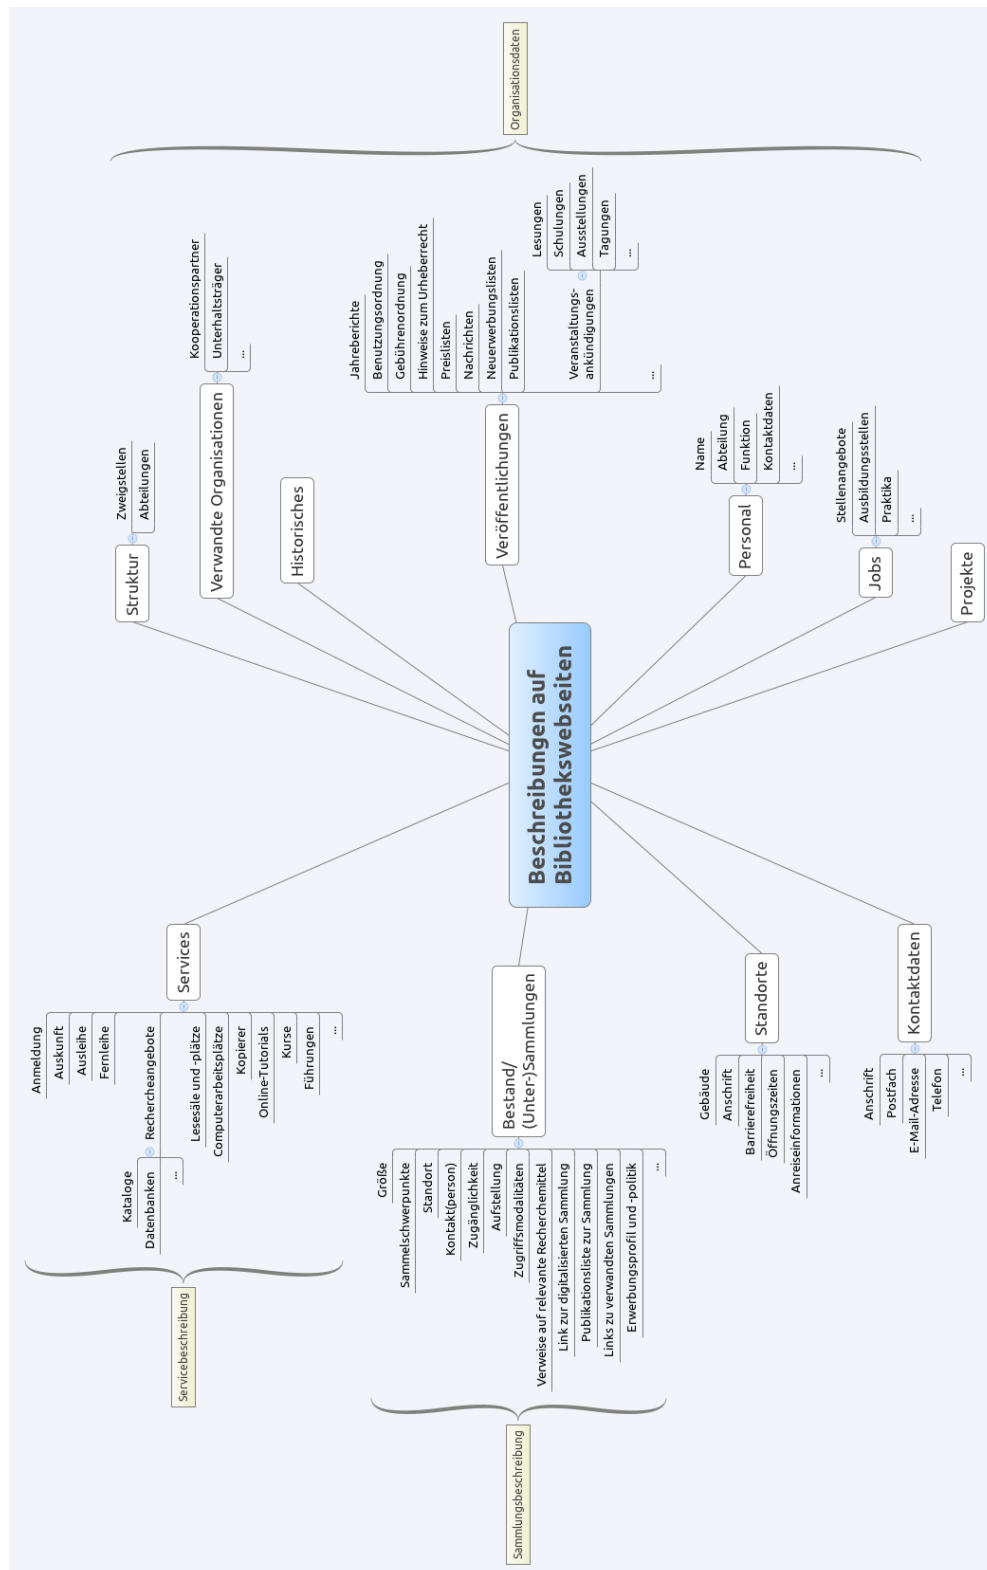 Beschreibungen auf
Bibliothekswebseiten
Struktur
Zweigstellen
Abteilungen
Verwandte Organisationen
Kooperationspartner
Unterhaltsträger
...
Historisches
Veröffentlichungen
Jahreberichte
Benutzungsordnung
Gebührenordnung
Hinweise zum Urheberrecht
Preislisten
Nachrichten
Neuerwerbungslisten
Publikationslisten
Veranstaltungs-
ankündigungen
Lesungen
Schulungen
Ausstellungen
Tagungen
...
...
Personal
Name
Abteilung
Funktion
Kontaktdaten
...
Jobs
Stellenangebote
Ausbildungsstellen
Praktika
...
Projekte
Organisationsdaten
Services
Anmeldung
Auskunft
Ausleihe
Fernleihe
Rechercheangebote
Kataloge
Datenbanken
...
Lesesäle und -plätze
Computerarbeitsplätze
Kopierer
Online-Tutorials
Kurse
Führungen
...
Servicebeschreibung
Bestand/
(Unter-)Sammlungen
Größe
Sammelschwerpunkte
Standort
Kontakt(person)
Zugänglichkeit
Aufstellung
Zugriffsmodalitäten
Verweise auf relevante Recherchemittel
Link zur digitalisierten Sammlung
Publikationsliste zur Sammlung
Links zu verwandten Sammlungen
Erwerbungsprofil und -politik
...
Sammlungsbeschreibung
Standorte
Gebäude
Anschrift
Barrierefreiheit
Öffnungszeiten
Anreiseinformationen
...
Kontaktdaten
Anschrift
Postfach
E-Mail-Adresse
Telefon
...